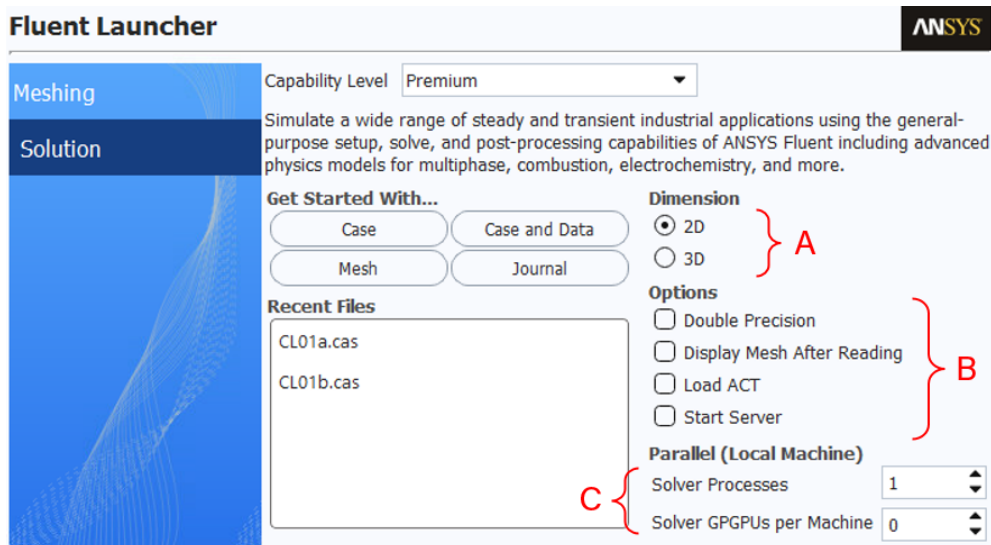 Fluent Launcher
ANSYS
Meshing
Solution
Capability Level Premium
Simulate a wide range of steady and transient industrial applications using the general-
purpose setup, solve, and post-processing capabilities of ANSYS Fluent including advanced
physics models for multiphase, combustion, electrochemistry, and more.
Get Started With...
Case
Case and Data
Mesh
Journal
Recent Files
CL01a.cas
CL01b.cas
Dimension
2D
3D
A
Options
Double Precision
Display Mesh After Reading
Load ACT
Start Server
B
Parallel (Local Machine)
C
Solver Processes 1
Solver GPGPUs per Machine 0